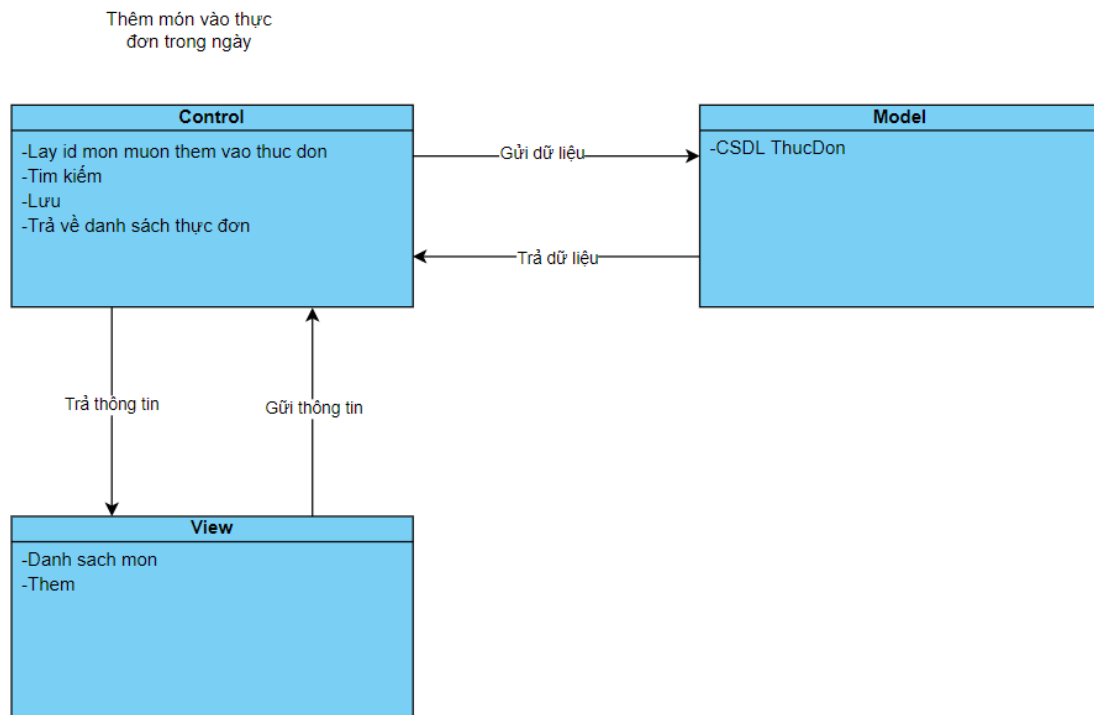 Thêm món vào thực
đơn trong ngày
Control
-Lay id mon muon them vao thuc don
-Tim kiếm
-Lưu
-Trả về danh sách thực đơn
Gửi dữ liệu
Model
-CSDL ThucDon
Trả dữ liệu
Trả thông tin
Gữi thông tin
View
-Danh sach mon
-Them